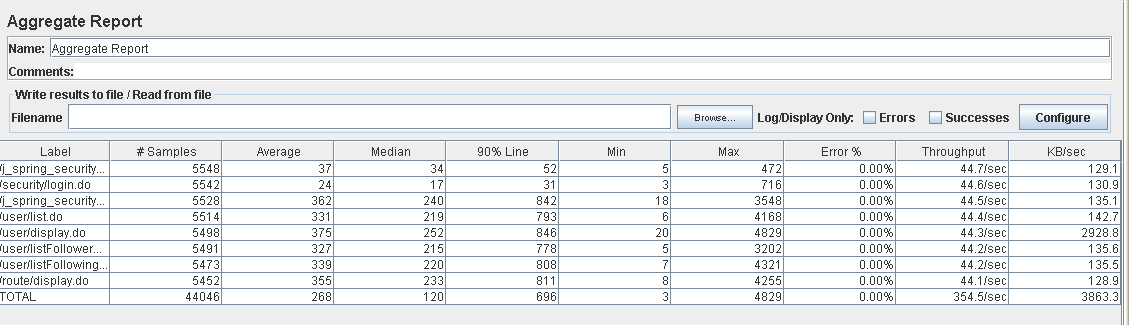 Aggregate Report
Name: Aggregate Report
Comments:
Write results to file / Read from file
Filename Browse... Log/Display Only: Errors Successes Configure
Label # Samples Average Median 90% Line Min Max Error % Throughput KB/sec
/j_spring_security... 5548 37 34 52 5 472 0.00% 44.7/sec 129.1
/security/login.do 5542 24 17 31 3 716 0.00% 44.6/sec 130.9
/j_spring_security... 5528 362 240 842 18 3548 0.00% 44.5/sec 135.1
/user/list.do 5514 331 219 793 6 4168 0.00% 44.4/sec 142.7
/user/display.do 5498 375 252 846 20 4829 0.00% 44.3/sec 2928.8
/user/listFollower... 5491 327 215 778 5 3202 0.00% 44.2/sec 135.6
/user/listFollowing... 5473 339 220 808 7 4321 0.00% 44.2/sec 135.5
/route/display.do 5452 355 233 811 8 4255 0.00% 44.1/sec 128.9
TOTAL 44046 268 120 696 3 4829 0.00% 354.5/sec 3863.3